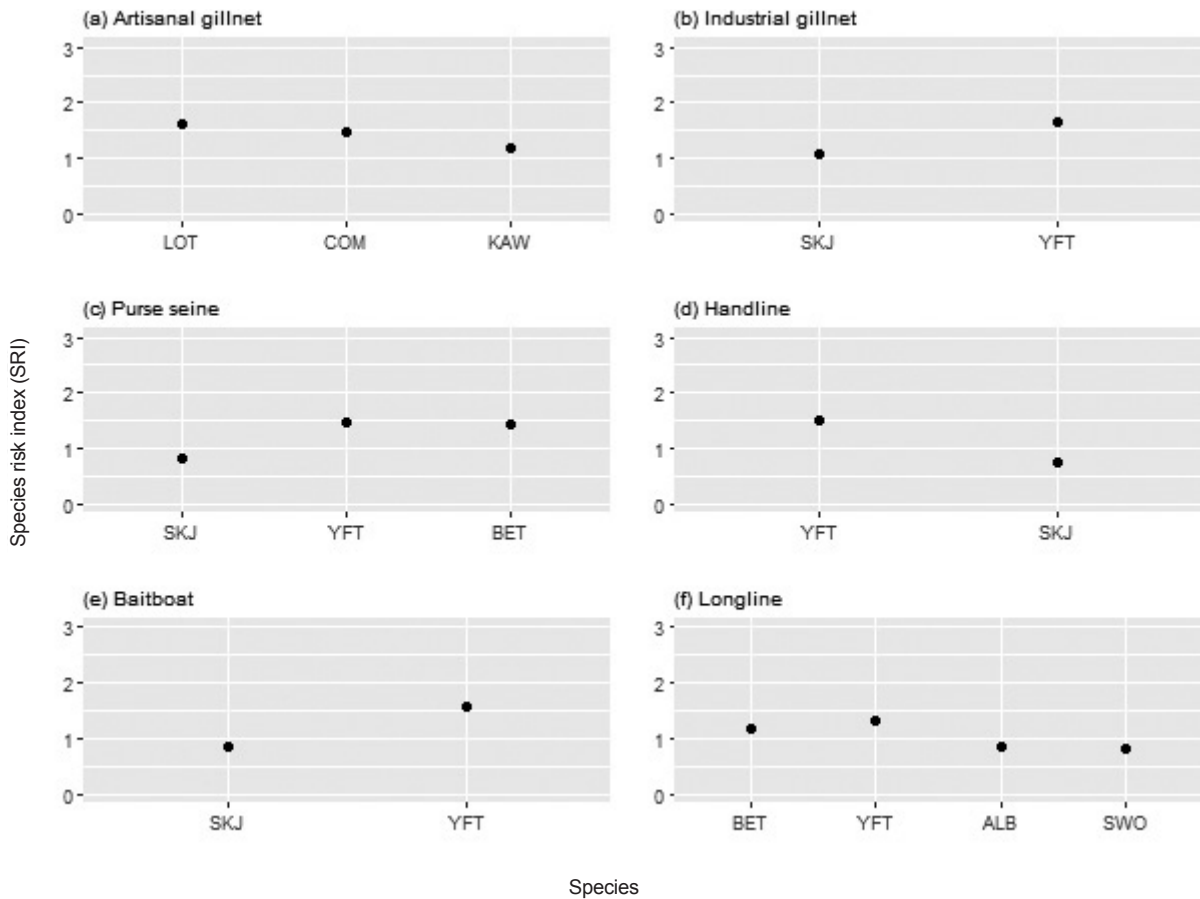 (a) Artisanal gillnet
3
2
1
0
LOT COM KAW
(b) Industrial gillnet
3
2
1
0
SKJ YFT
(c) Purse seine
3
2
1
0
SKJ YFT BET
(d) Handline
3
2
1
0
YFT SKJ
(e) Baitboat
3
2
1
0
SKJ YFT
(f) Longline
3
2
1
0
BET YFT ALB SWO
Species risk index (SRI)
Species